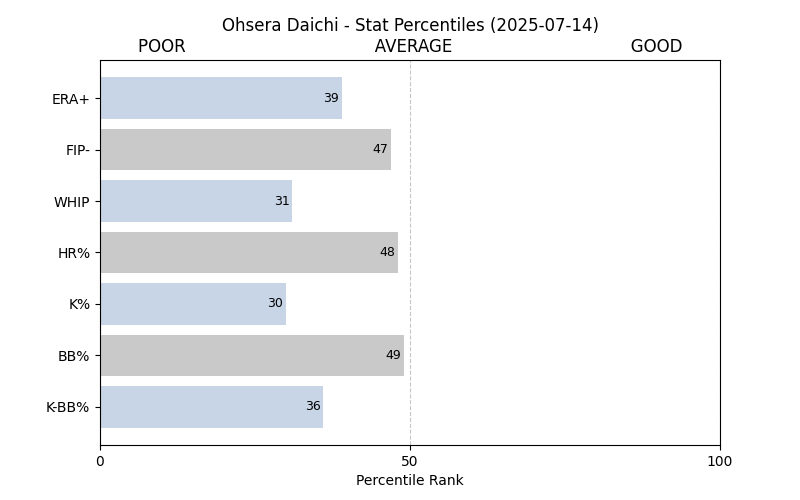 Ohsera Daichi - Stat Percentiles (2025-07-14)
POOR AVERAGE GOOD
ERA+ 39
FIP- 47
WHIP 31
HR% 48
K% 30
BB% 49
K-BB% 36
0 50 100
Percentile Rank